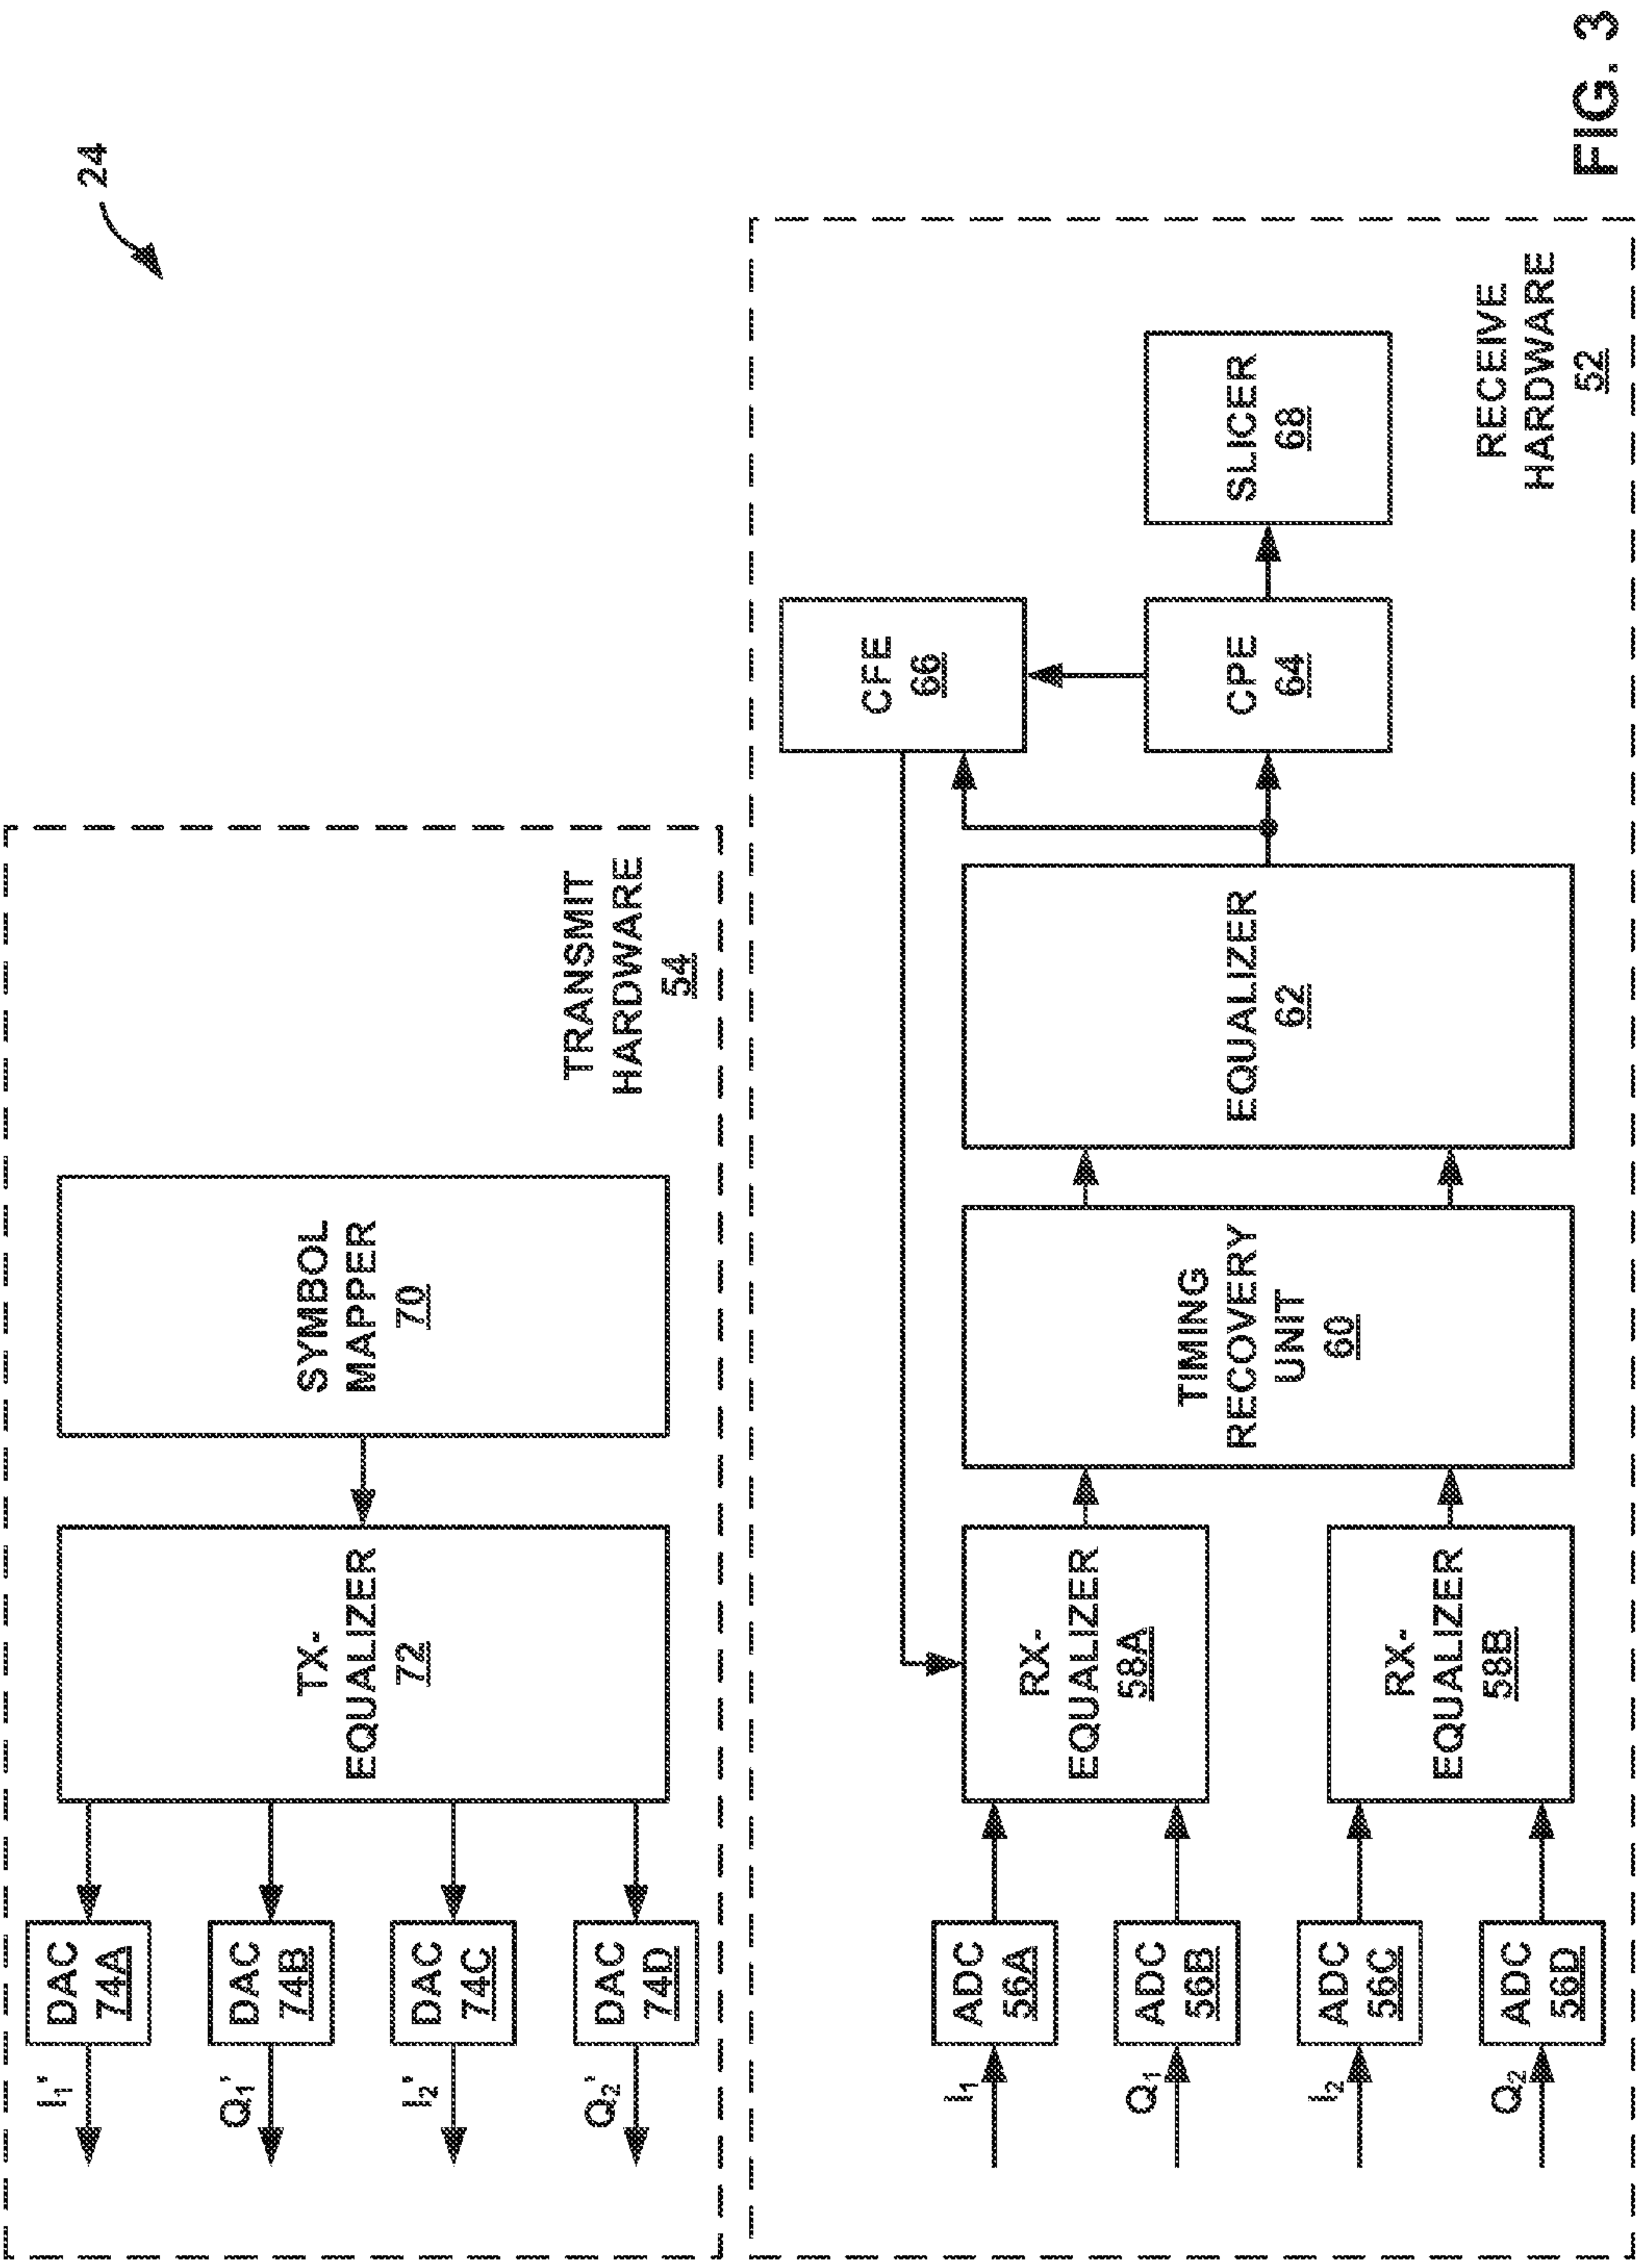 24
I₁'
DAC
74A
Q₁'
DAC
74B
I₂'
DAC
74C
Q₂'
DAC
74D
TX-
EQUALIZER
72
SYMBOL
MAPPER
70
TRANSMIT
HARDWARE
54
I₁
ADC
56A
Q₁
ADC
56B
I₂
ADC
56C
Q₂
ADC
56D
RX-
EQUALIZER
58A
RX-
EQUALIZER
58B
TIMING
RECOVERY
UNIT
60
EQUALIZER
62
CFE
66
CPE
64
SLICER
68
RECEIVE
HARDWARE
52
FIG. 3